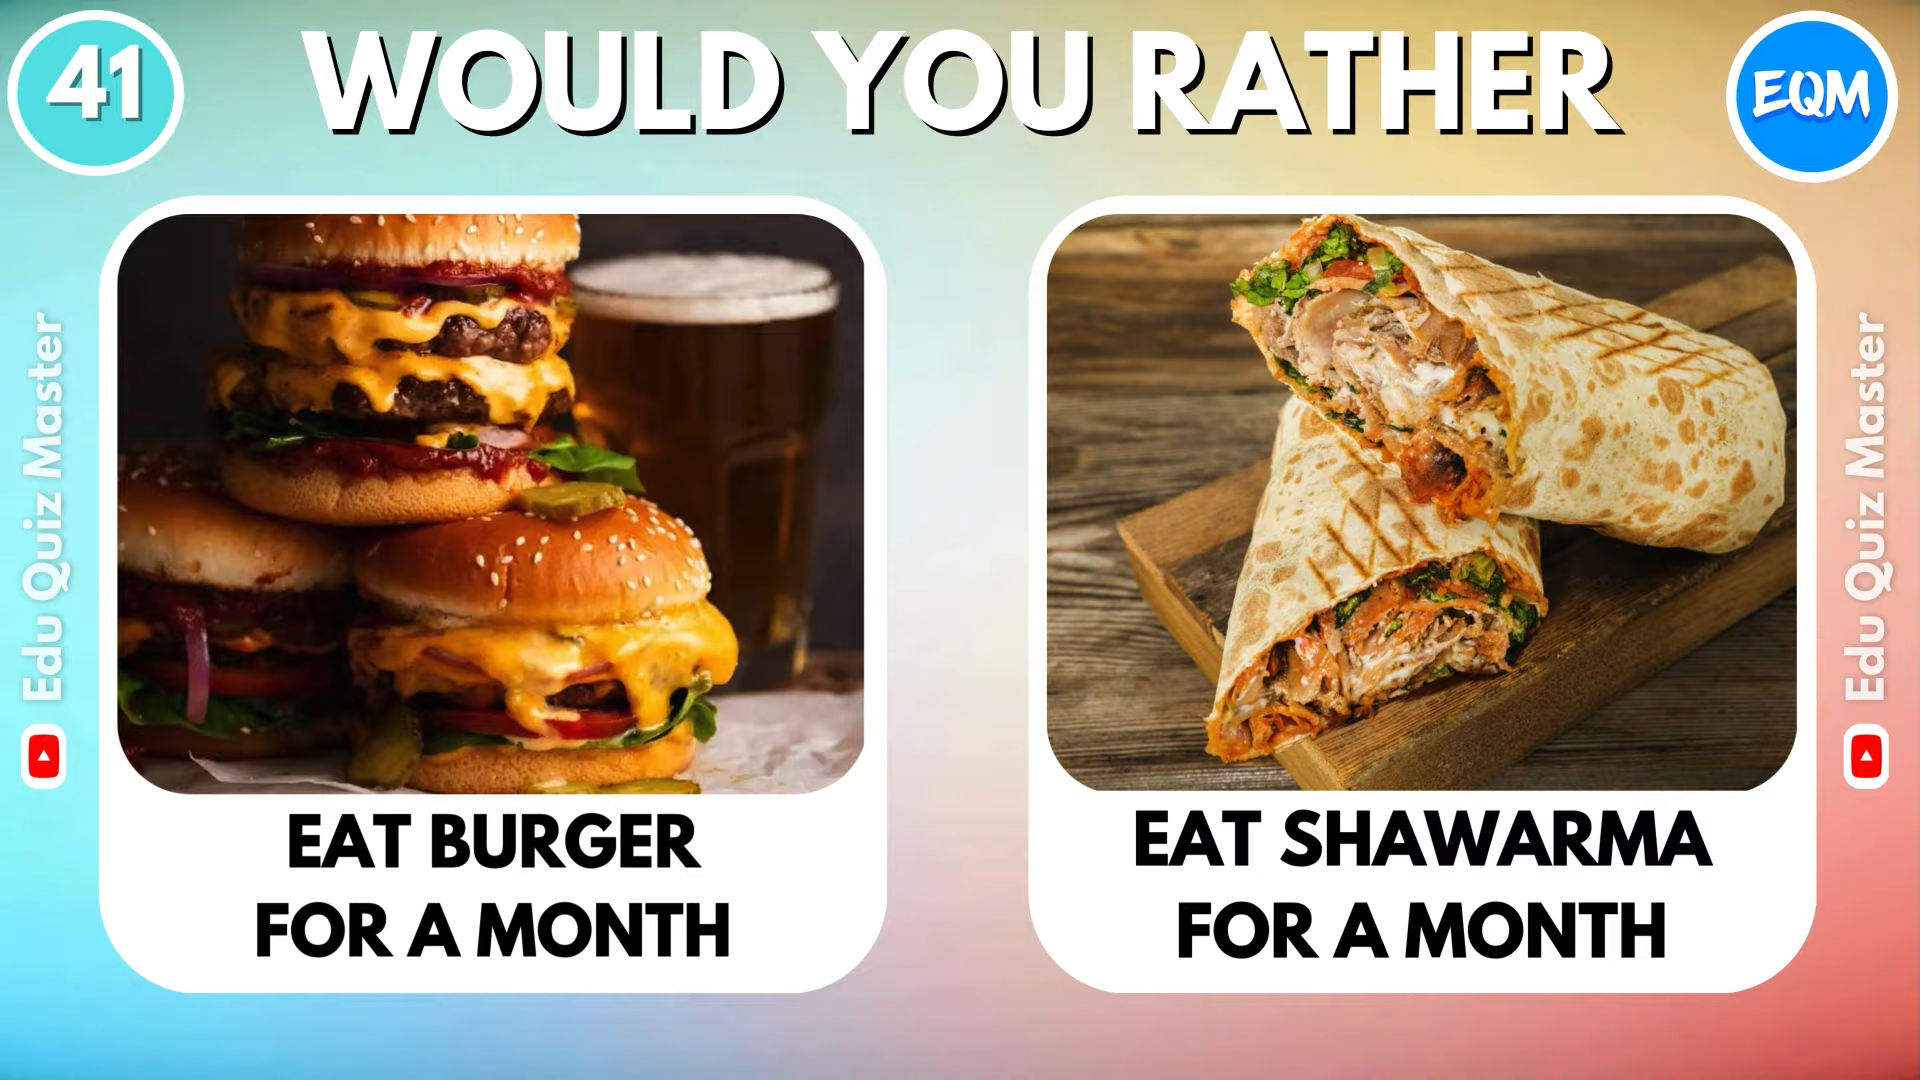 41
WOULD YOU RATHER
EQM
Edu Quiz Master
EAT BURGER
FOR A MONTH
EAT SHAWARMA
FOR A MONTH
Edu Quiz Master